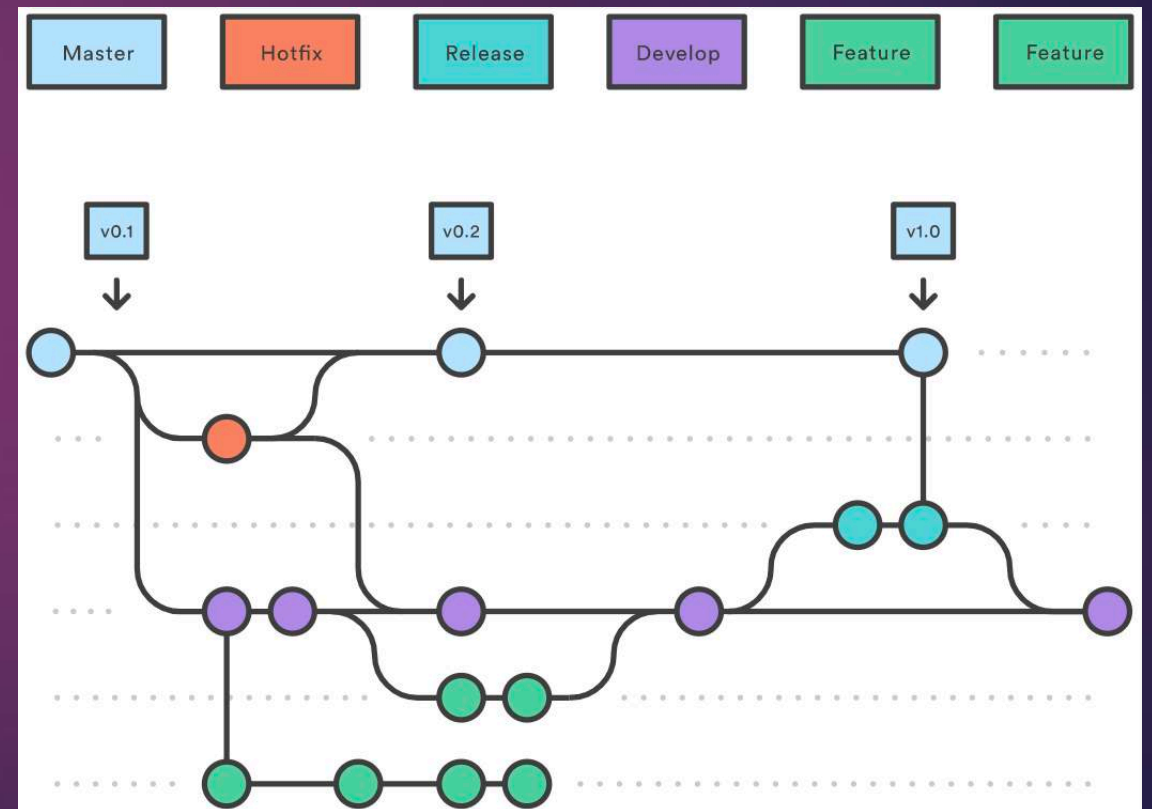 Master
Hotfix
Release
Develop
Feature
Feature
v0.1
v0.2
v1.0